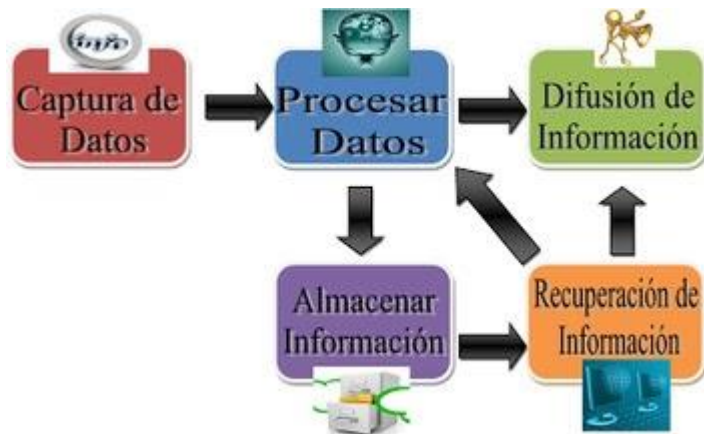 Captura de
Datos
Procesar
Datos
Difusión de
Información
Almacenar
Información
Recuperación de
Información